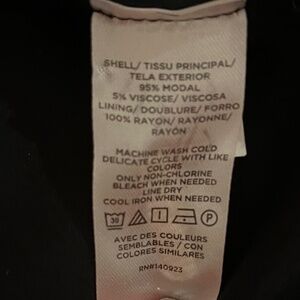 SHELL/ TISSU PRINCIPAL/
TELA EXTERIOR
95% MODAL
5% VISCOSE/ VISCOSA
LINING/ DOUBLURE/ FORRO
100% RAYON/ RAYONNE/
RAYÓN
MACHINE WASH COLD
DELICATE CYCLE WITH LIKE
COLORS
ONLY NON-CHLORINE
BLEACH WHEN NEEDED
LINE DRY
COOL IRON WHEN NEEDED
30 P
AVEC DES COULEURS
SEMBLABLES / CON
COLORES SIMILARES
RN#140923